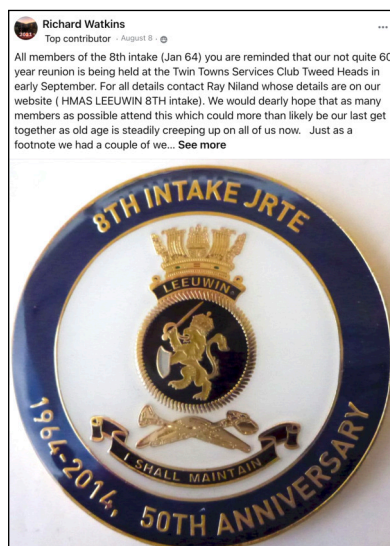 Richard Watkins
Top contributor · August 8 ·
All members of the 8th intake (Jan 64) you are reminded that our not quite 60
year reunion is being held at the Twin Towns Services Club Tweed Heads in
early September. For all details contact Ray Niland whose details are on our
website ( HMAS LEEUWIN 8TH intake). We would dearly hope that as many
members as possible attend this which could more than likely be our last get
together as old age is steadily creeping up on all of us now. Just as a
footnote we had a couple of we... See more
8TH INTAKE JRTE
LEEUWIN
I SHALL MAINTAIN
1964-2014, 50TH ANNIVERSARY